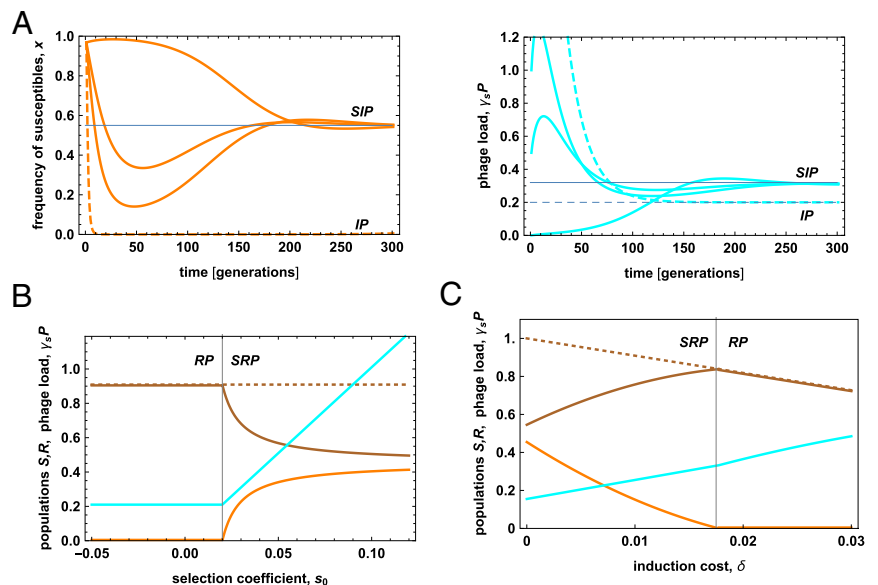 A
frequency of susceptibles, x
1.0
0.8
0.6
0.4
0.2
0.0
SIP
IP
0
50
100
150
200
250
300
time [generations]
phage load, γsP
1.2
1.0
0.8
0.6
0.4
0.2
0.0
SIP
IP
0
50
100
150
200
250
300
time [generations]
B
populations S,R, phage load, γsP
1.2
1.
0.8
0.6
0.4
0.2
0
RP
SRP
−0.05
0.00
0.05
0.10
selection coefficient, s0
C
populations S,R, phage load, γsP
1.
0.8
0.6
0.4
0.2
0
SRP
RP
0
0.01
0.02
0.03
induction cost, δ